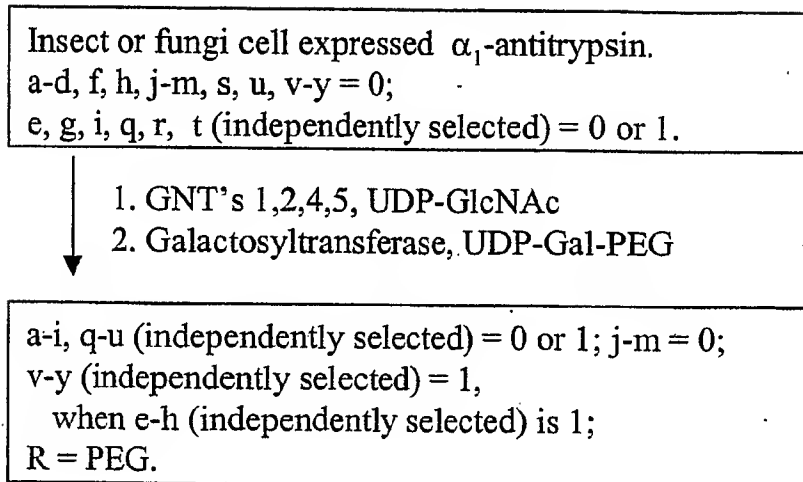 Insect or fungi cell expressed α₁-antitrypsin.
a-d, f, h, j-m, s, u, v-y = 0;
e, g, i, q, r, t (independently selected) = 0 or 1.
1. GNT's 1,2,4,5, UDP-GlcNAc
2. Galactosyltransferase, UDP-Gal-PEG
a-i, q-u (independently selected) = 0 or 1; j-m = 0;
v-y (independently selected) = 1,
when e-h (independently selected) is 1;
R = PEG.